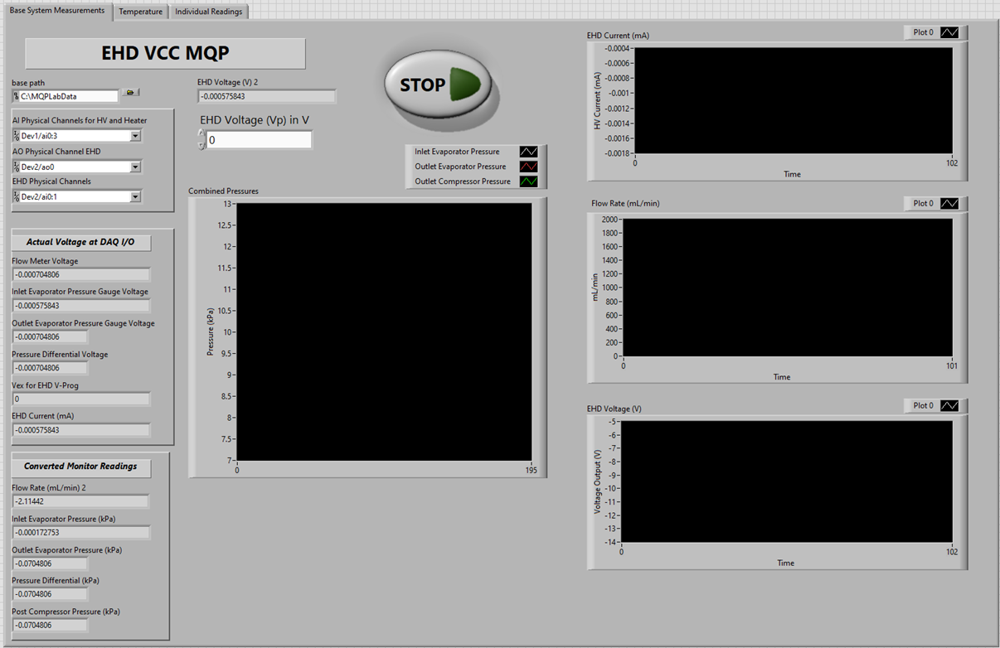 Base System Measurements
Temperature
Individual Readings
EHD VCC MQP
base path
C:\MQPLabData
AI Physical Channels for HV and Heater
Dev1/ai0:3
AO Physical Channel EHD
Dev2/ao0
EHD Physical Channels
Dev2/ai0:1
Actual Voltage at DAQ I/O
Flow Meter Voltage
-0.000704806
Inlet Evaporator Pressure Gauge Voltage
-0.000575843
Outlet Evaporator Pressure Gauge Voltage
-0.000704806
Pressure Differential Voltage
-0.000704806
Vex for EHD V-Prog
0
EHD Current (mA)
-0.000575843
Converted Monitor Readings
Flow Rate (mL/min) 2
-2.11442
Inlet Evaporator Pressure (kPa)
-0.000172753
Outlet Evaporator Pressure (kPa)
-0.0704806
Pressure Differential (kPa)
-0.0704806
Post Compressor Pressure (kPa)
-0.0704806
EHD Voltage (V) 2
-0.000575843
EHD Voltage (Vp) in V
0
STOP
Inlet Evaporator Pressure
Outlet Evaporator Pressure
Outlet Compressor Pressure
Combined Pressures
Pressure (kPa)
13
12.5
12
11.5
11
10.5
10
9.5
9
8.5
8
7.5
7
0
195
EHD Current (mA)
Plot 0
HV Current (mA)
-0.0004
-0.0006
-0.0008
-0.001
-0.0012
-0.0014
-0.0016
-0.0018
0
102
Time
Flow Rate (mL/min)
Plot 0
mL/min
2000
1800
1600
1400
1200
1000
800
600
400
200
0
0
101
Time
EHD Voltage (V)
Plot 0
Voltage Output (V)
-5
-6
-7
-8
-9
-10
-11
-12
-13
-14
0
102
Time